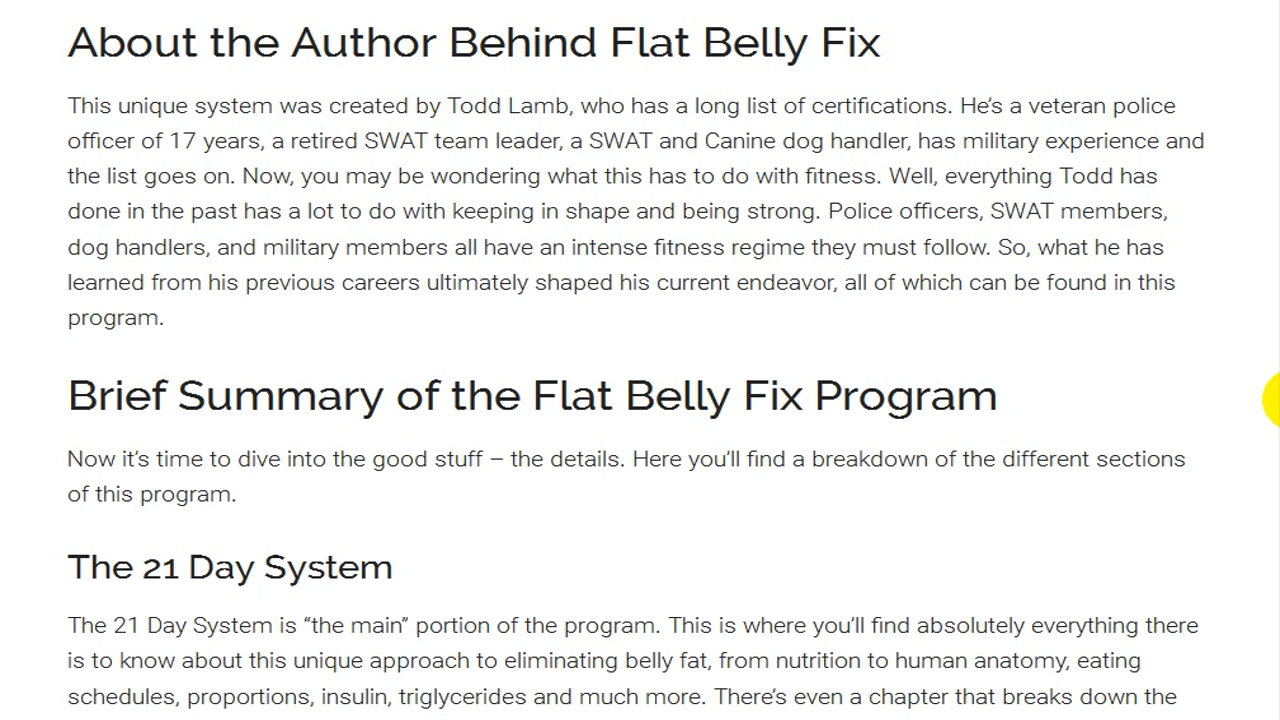 About the Author Behind Flat Belly Fix
This unique system was created by Todd Lamb, who has a long list of certifications. He's a veteran police
officer of 17 years, a retired SWAT team leader, a SWAT and Canine dog handler, has military experience and
the list goes on. Now, you may be wondering what this has to do with fitness. Well, everything Todd has
done in the past has a lot to do with keeping in shape and being strong. Police officers, SWAT members,
dog handlers, and military members all have an intense fitness regime they must follow. So, what he has
learned from his previous careers ultimately shaped his current endeavor, all of which can be found in this
program.
Brief Summary of the Flat Belly Fix Program
Now it's time to dive into the good stuff – the details. Here you'll find a breakdown of the different sections
of this program.
The 21 Day System
The 21 Day System is “the main” portion of the program. This is where you'll find absolutely everything there
is to know about this unique approach to eliminating belly fat, from nutrition to human anatomy, eating
schedules, proportions, insulin, triglycerides and much more. There's even a chapter that breaks down the